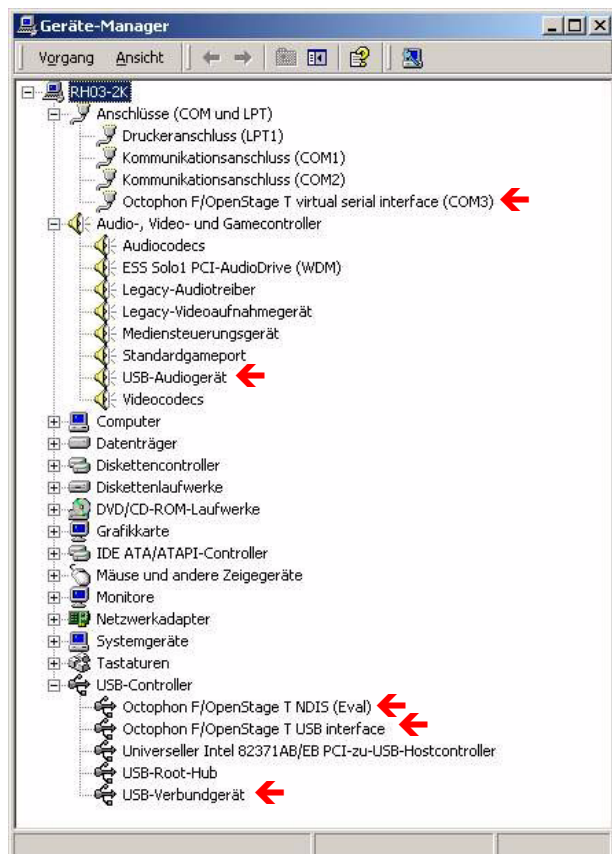 Geräte-Manager
Vorgang Ansicht
RH03-2K
Anschlüsse (COM und LPT)
Druckeranschluss (LPT1)
Kommunikationsanschluss (COM1)
Kommunikationsanschluss (COM2)
Octophon F/OpenStage T virtual serial interface (COM3)
Audio-, Video- und Gamecontroller
Audiocodecs
ESS Solo1 PCI-AudioDrive (WDM)
Legacy-Audiotreiber
Legacy-Videoaufnahmegerät
Mediensteuerungsgerät
Standardgameport
USB-Audiogerät
Videocodecs
Computer
Datenträger
Diskettencontroller
Diskettenlaufwerke
DVD/CD-ROM-Laufwerke
Grafikkarte
IDE ATA/ATAPI-Controller
Mäuse und andere Zeigegeräte
Monitore
Netzwerkadapter
Systemgeräte
Tastaturen
USB-Controller
Octophon F/OpenStage T NDIS (Eval)
Octophon F/OpenStage T USB interface
Universeller Intel 82371AB/EB PCI-zu-USB-Hostcontroller
USB-Root-Hub
USB-Verbundgerät